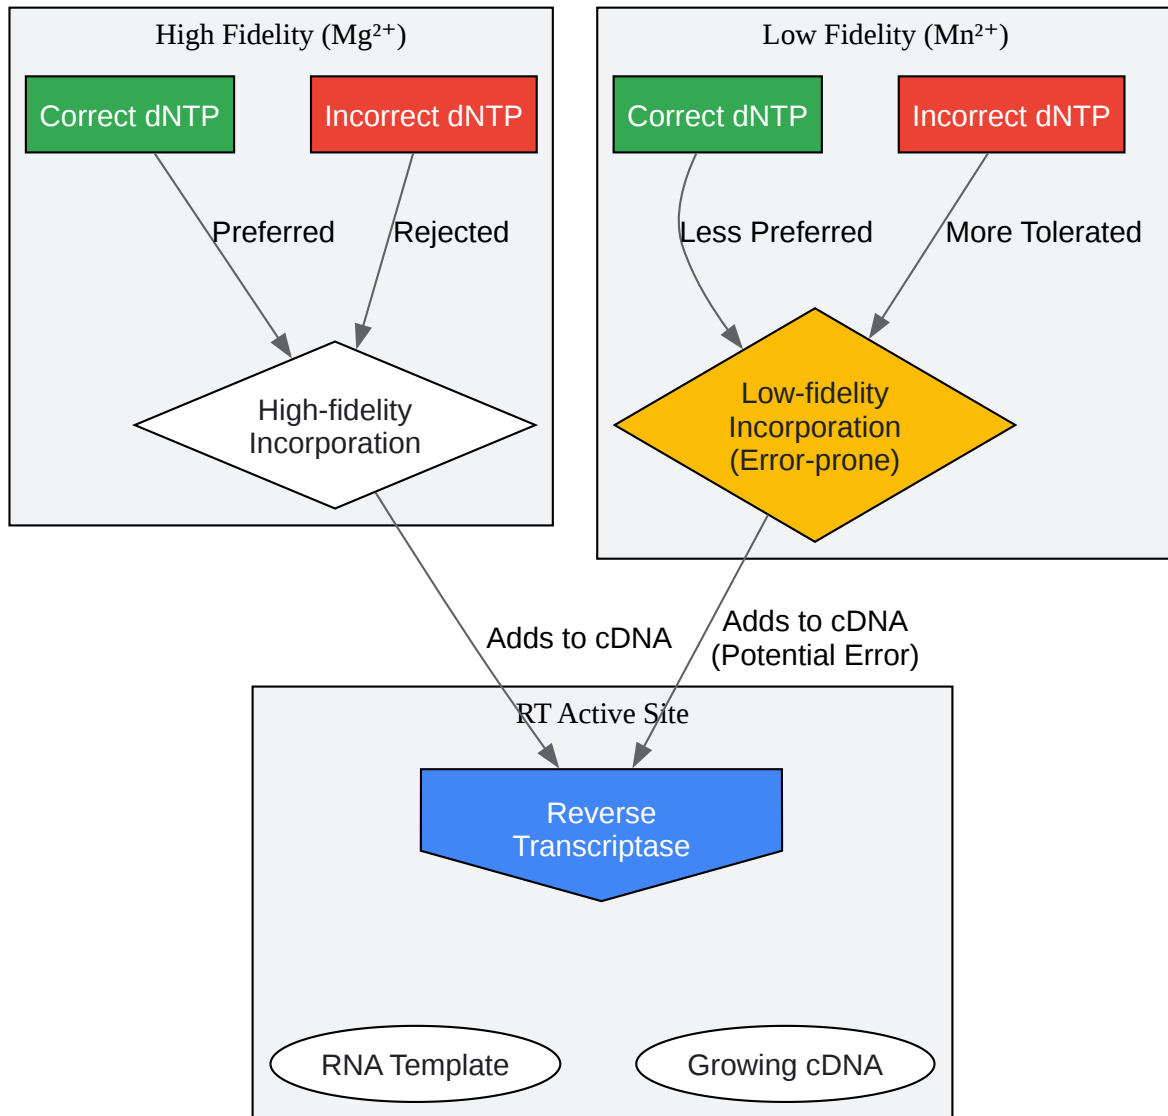 High Fidelity (Mg²⁺)
Correct dNTP
Incorrect dNTP
Preferred
Rejected
High-fidelity
Incorporation
Low Fidelity (Mn²⁺)
Correct dNTP
Incorrect dNTP
Less Preferred
More Tolerated
Low-fidelity
Incorporation
(Error-prone)
Adds to cDNA
Adds to cDNA
(Potential Error)
RT Active Site
Reverse
Transcriptase
RNA Template
Growing cDNA